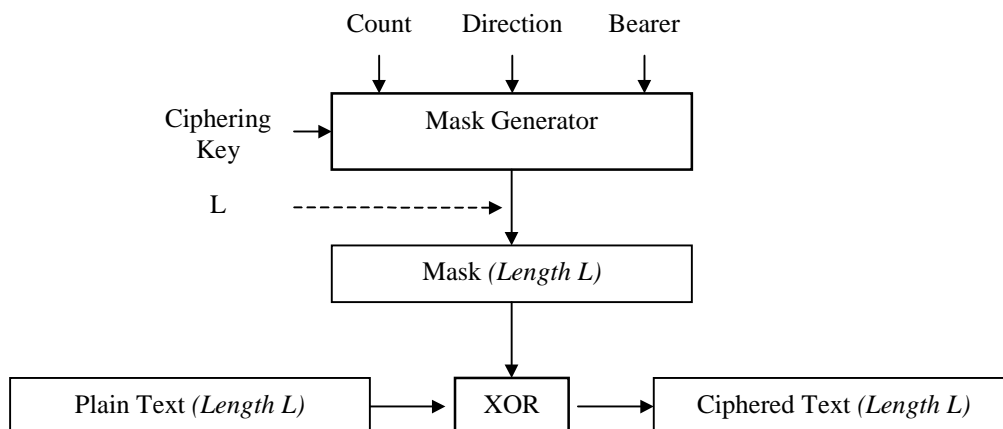 Count Direction Bearer
Ciphering
Key
Mask Generator
L
Mask (Length L)
Plain Text (Length L)
XOR
Ciphered Text (Length L)